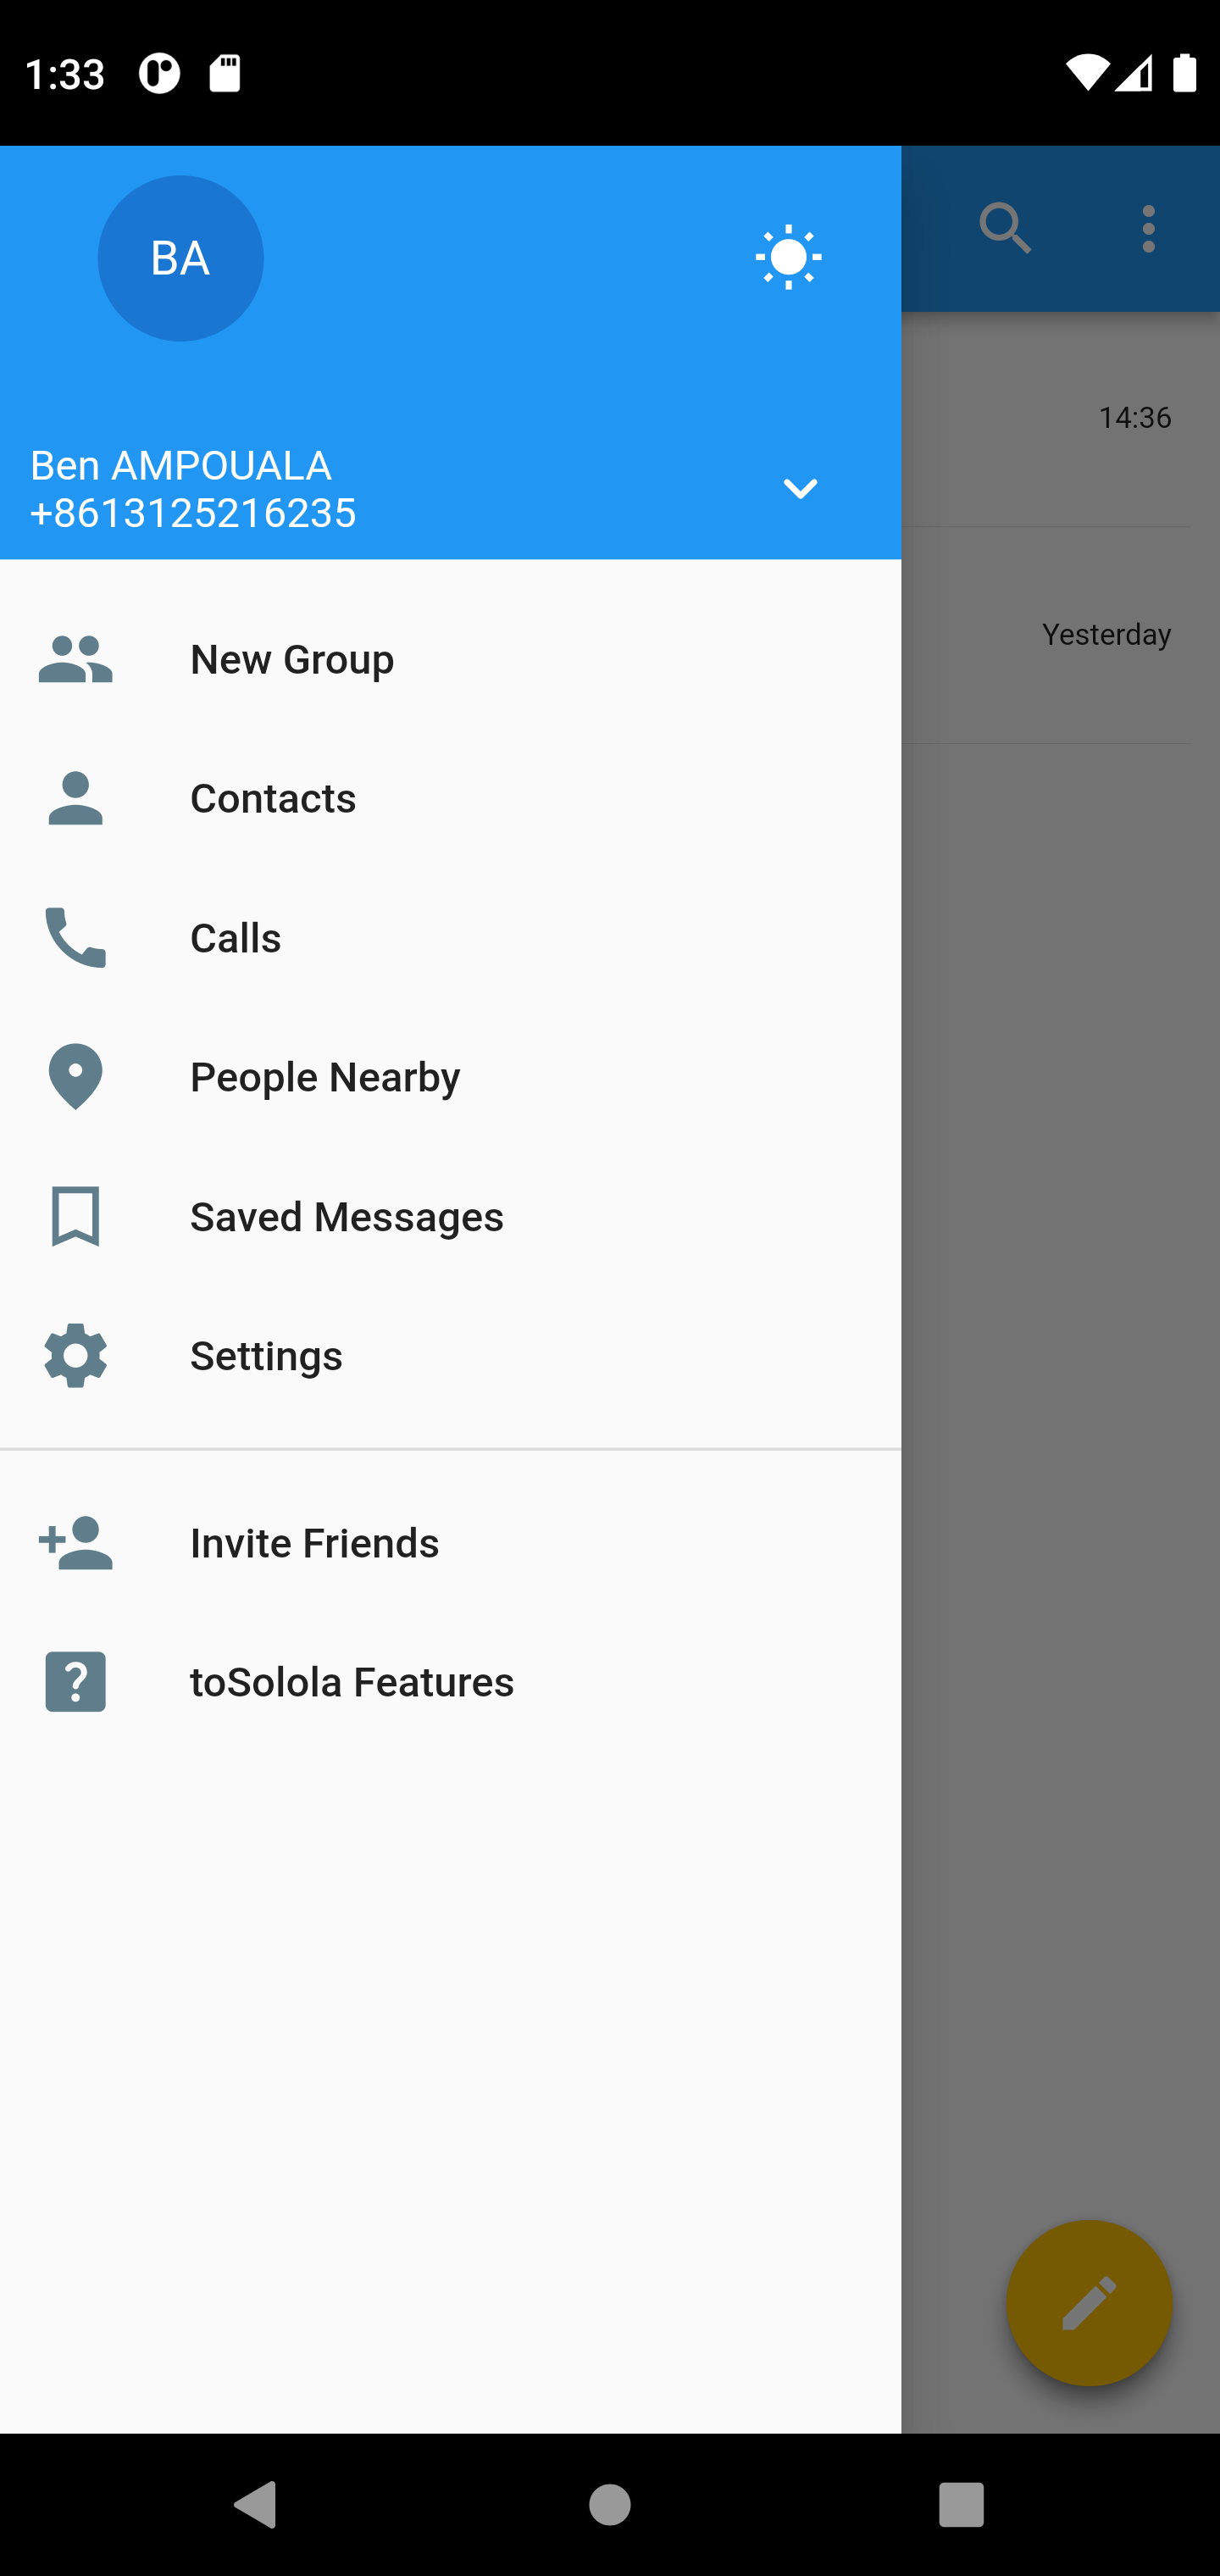 1:33
BA
Ben AMPOUALA
+8613125216235
14:36
Yesterday
New Group
Contacts
Calls
People Nearby
Saved Messages
Settings
Invite Friends
toSolola Features